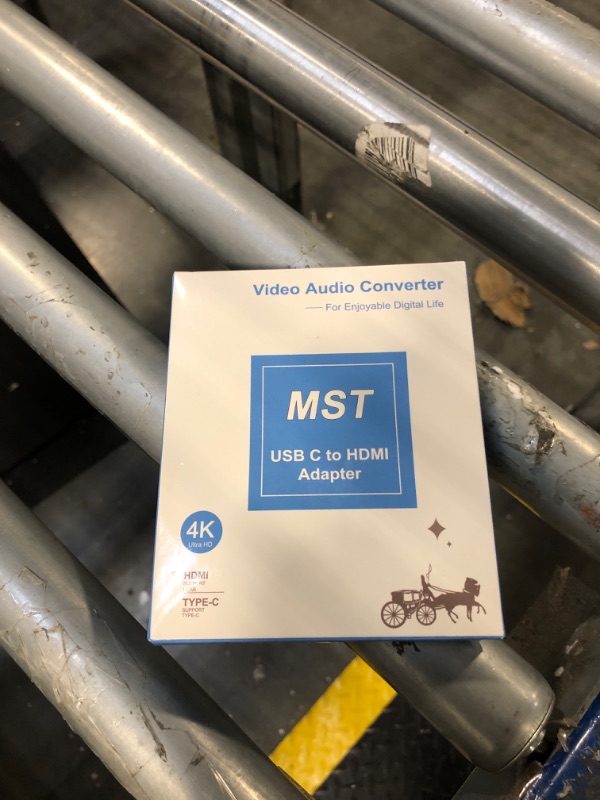 Video Audio Converter
— For Enjoyable Digital Life
MST
USB C to HDMI
Adapter
4K
Ultra HD
HDMI
SUPPORT
TYPE-C
SUPPORT
TYPE-C